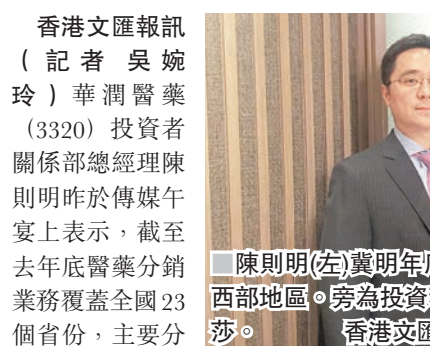 香港文匯報訊
（記者 吳婉
玲）華潤醫藥
（3320）投資者
關係部總經理陳
則明昨於傳媒午
宴上表示，截至
去年底醫藥分銷
業務覆蓋全國23
個省份，主要分
■陳則明(左)冀明年
西部地區。旁為投資
莎。 香港文